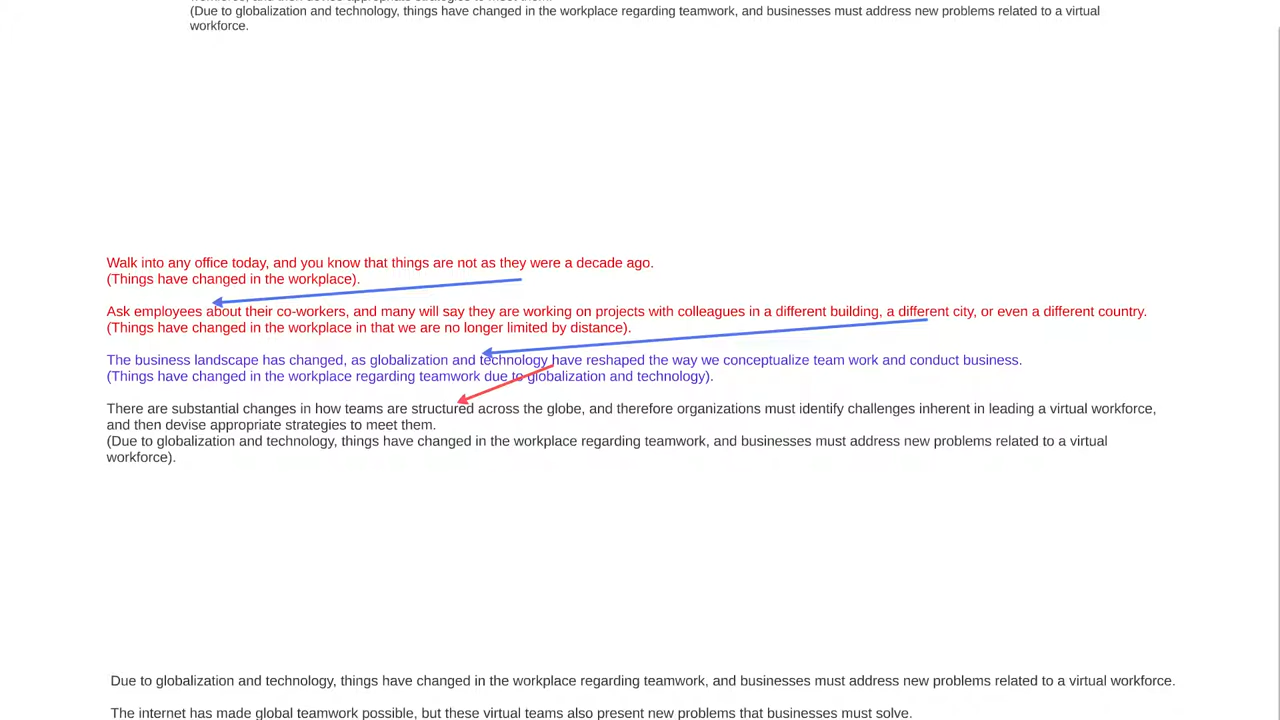 (Due to globalization and technology, things have changed in the workplace regarding teamwork, and businesses must address new problems related to a virtual
workforce.
Walk into any office today, and you know that things are not as they were a decade ago.
(Things have changed in the workplace).
Ask employees about their co-workers, and many will say they are working on projects with colleagues in a different building, a different city, or even a different country.
(Things have changed in the workplace in that we are no longer limited by distance).
The business landscape has changed, as globalization and technology have reshaped the way we conceptualize team work and conduct business.
(Things have changed in the workplace regarding teamwork due to globalization and technology).
There are substantial changes in how teams are structured across the globe, and therefore organizations must identify challenges inherent in leading a virtual workforce,
and then devise appropriate strategies to meet them.
(Due to globalization and technology, things have changed in the workplace regarding teamwork, and businesses must address new problems related to a virtual
workforce).
Due to globalization and technology, things have changed in the workplace regarding teamwork, and businesses must address new problems related to a virtual workforce.
The internet has made global teamwork possible, but these virtual teams also present new problems that businesses must solve.